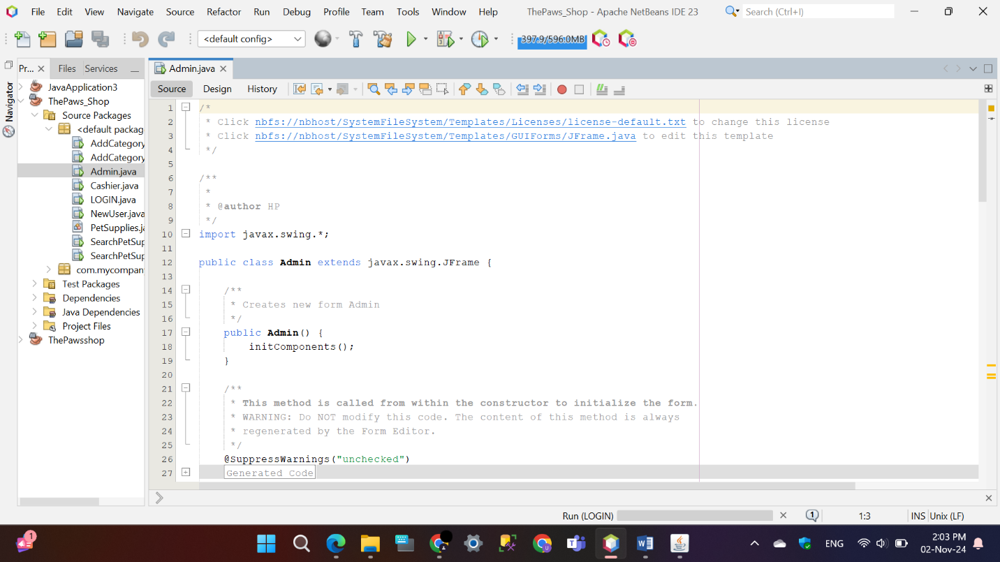 File Edit View Navigate Source Refactor Run Debug Profile Team Tools Window Help ThePaws_Shop - Apache NetBeans IDE 23 Search (Ctrl+I)
<default config> 397.9/596.0MB
Pr... Files Services
Admin.java
Navigator
JavaApplication3
ThePaws_Shop
Source Packages
<default packag
AddCategory
AddCategory
Admin.java
Cashier.java
LOGIN.java
NewUser.java
PetSupplies.ja
SearchPetSup
SearchPetSup
com.mycompan
Test Packages
Dependencies
Java Dependencies
Project Files
ThePawsshop
Source Design History
1 /*
2 * Click nbfs://nbhost/SystemFileSystem/Templates/Licenses/license-default.txt to change this license
3 * Click nbfs://nbhost/SystemFileSystem/Templates/GUIForms/JFrame.java to edit this template
4 */
5
6 /**
7 *
8 * @author HP
9 */
10 import javax.swing.*;
11
12 public class Admin extends javax.swing.JFrame {
13
14 /**
15 * Creates new form Admin
16 */
17 public Admin() {
18 initComponents();
19 }
20
21 /**
22 * This method is called from within the constructor to initialize the form.
23 * WARNING: Do NOT modify this code. The content of this method is always
24 * regenerated by the Form Editor.
25 */
26 @SuppressWarnings("unchecked")
27 Generated Code
Run (LOGIN) 1 1:3 INS Unix (LF)
1 ENG 2:03 PM
02-Nov-24